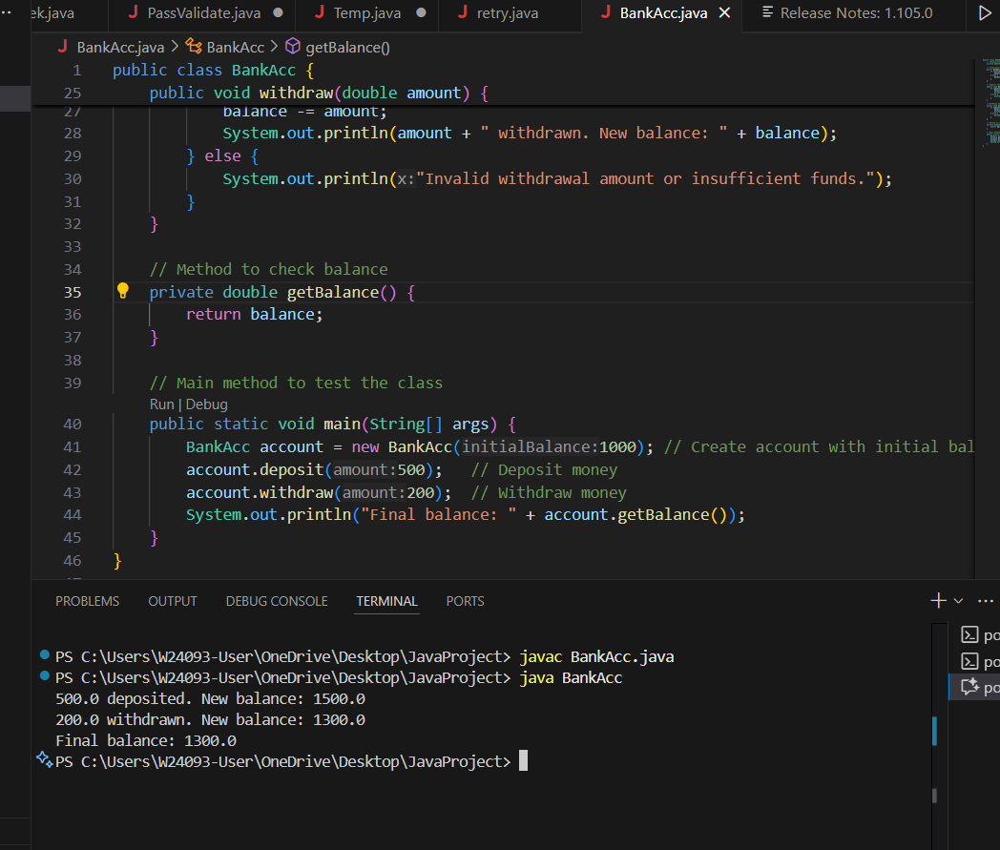 ek.java PassValidate.java Temp.java retry.java BankAcc.java Release Notes: 1.105.0
BankAcc.java > BankAcc > getBalance()
1 public class BankAcc {
25 public void withdraw(double amount) {
27 balance -= amount;
28 System.out.println(amount + " withdrawn. New balance: " + balance);
29 } else {
30 System.out.println(x:"Invalid withdrawal amount or insufficient funds.");
31 }
32 }
33
34 // Method to check balance
35 private double getBalance() {
36 return balance;
37 }
38
39 // Main method to test the class
Run | Debug
40 public static void main(String[] args) {
41 BankAcc account = new BankAcc(initialBalance:1000); // Create account with initial bal
42 account.deposit(amount:500); // Deposit money
43 account.withdraw(amount:200); // Withdraw money
44 System.out.println("Final balance: " + account.getBalance());
45 }
46 }
PROBLEMS OUTPUT DEBUG CONSOLE TERMINAL PORTS
po
PS C:\Users\W24093-User\OneDrive\Desktop\JavaProject> javac BankAcc.java
po
PS C:\Users\W24093-User\OneDrive\Desktop\JavaProject> java BankAcc
po
500.0 deposited. New balance: 1500.0
200.0 withdrawn. New balance: 1300.0
Final balance: 1300.0
PS C:\Users\W24093-User\OneDrive\Desktop\JavaProject>